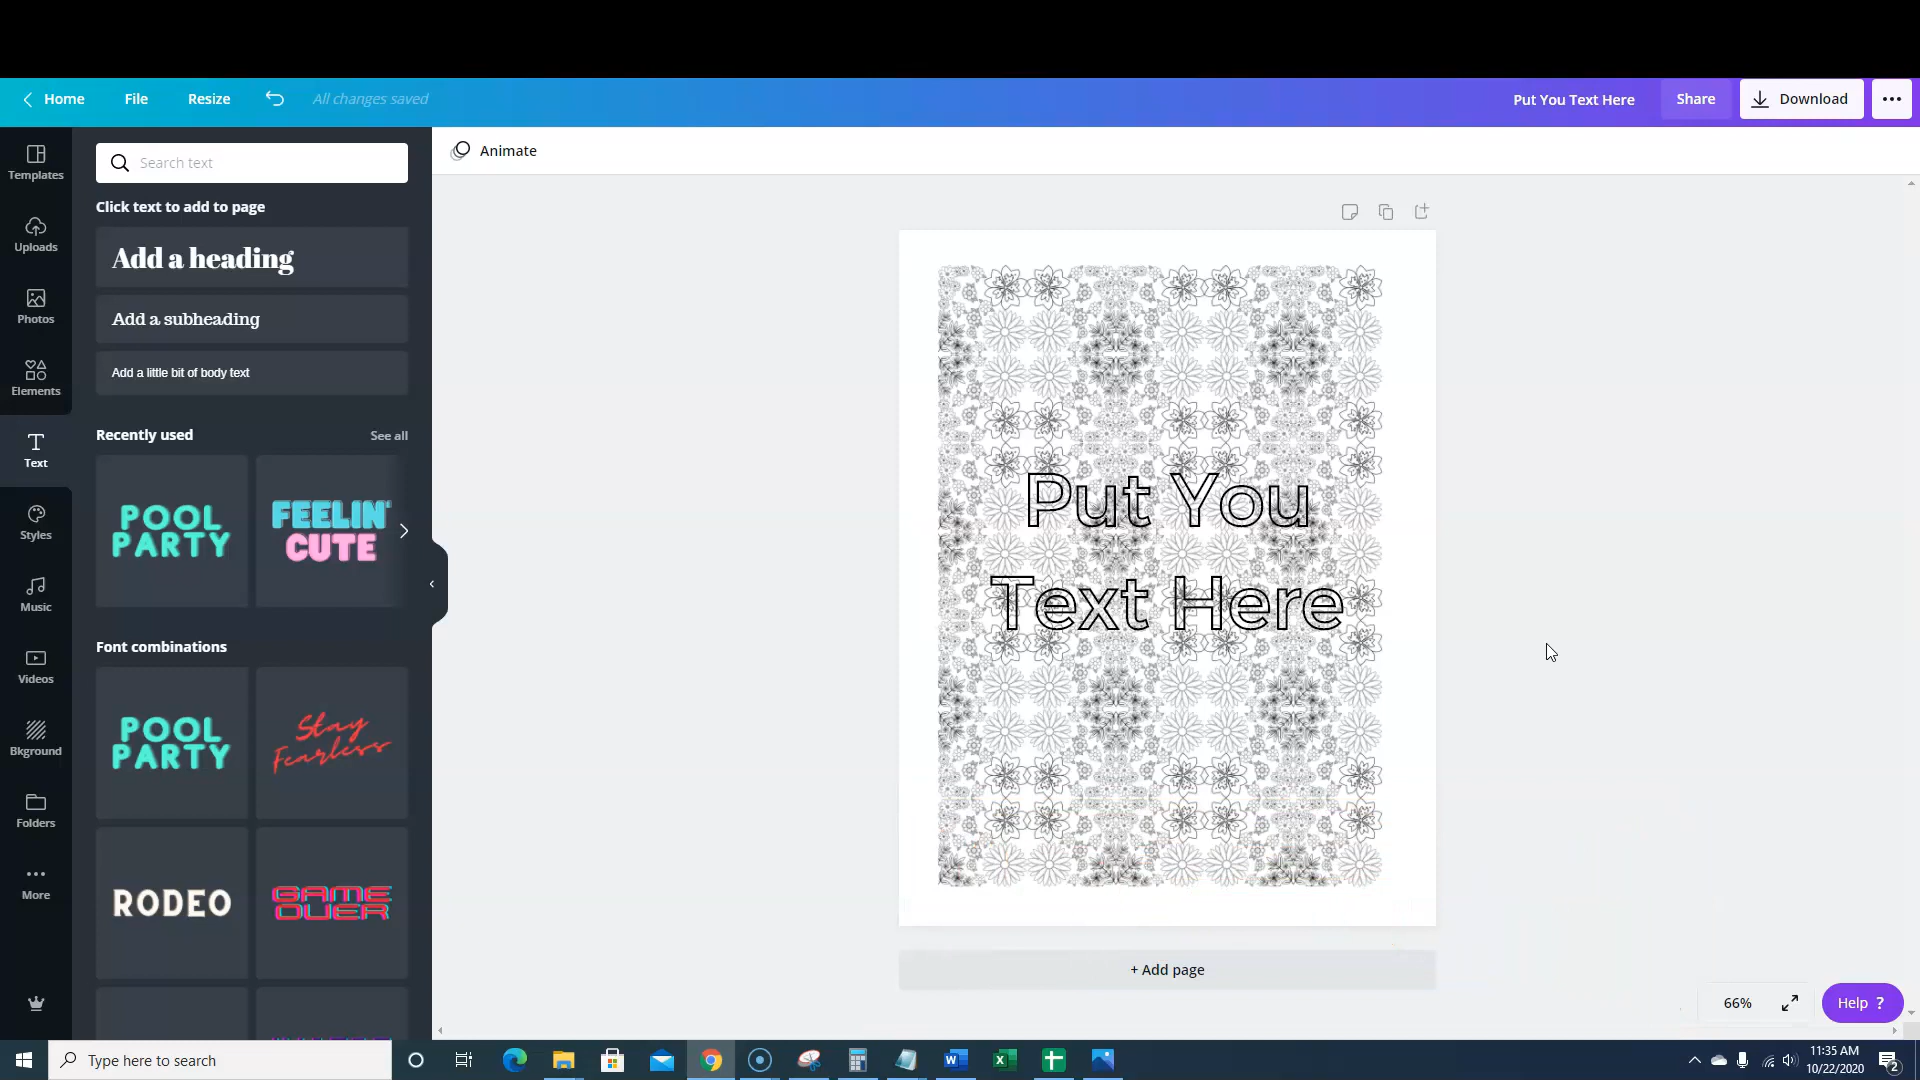 Home File Resize All changes saved Put You Text Here Share Download
Animate
Templates
Uploads
Photos
Elements
Text
Styles
Music
Videos
Bkground
Folders
More
Search text
Click text to add to page
Add a heading
Add a subheading
Add a little bit of body text
Recently used See all
POOL
PARTY
FEELIN'
CUTE
Font combinations
POOL
PARTY
Stay
Fearless
RODEO
GAME
OVER
Put You
Text Here
+ Add page
66% Help ?
Type here to search
11:35 AM
10/22/2020
2